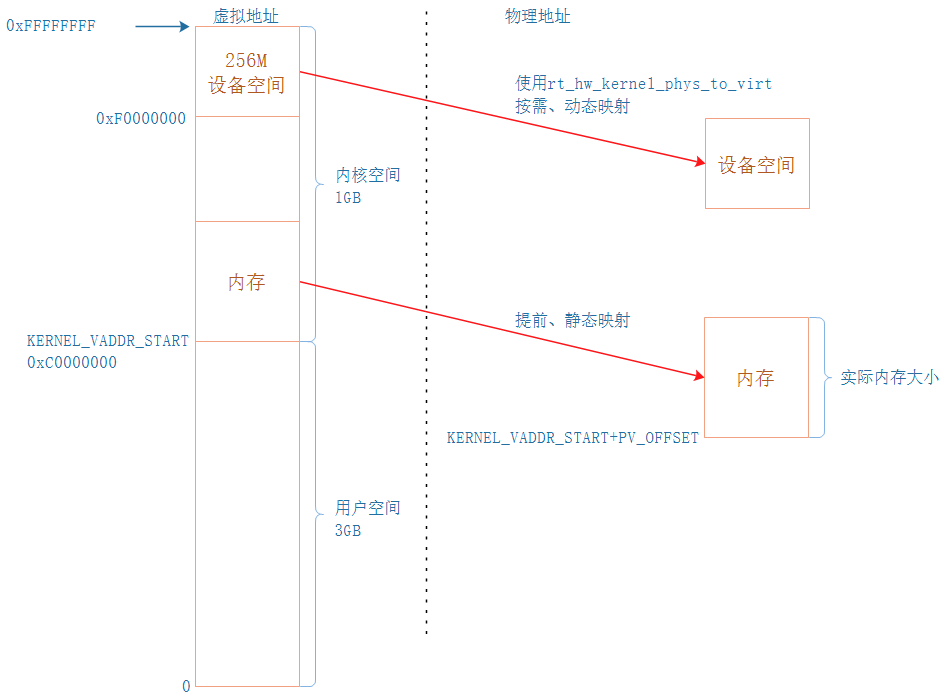 虚拟地址
物理地址
0xFFFFFFFF
256M
设备空间
使用rt_hw_kernel_phys_to_virt
按需、动态映射
0xF0000000
设备空间
内核空间
1GB
内存
提前、静态映射
KERNEL_VADDR_START
0xC0000000
内存
实际内存大小
KERNEL_VADDR_START+PV_OFFSET
用户空间
3GB
0